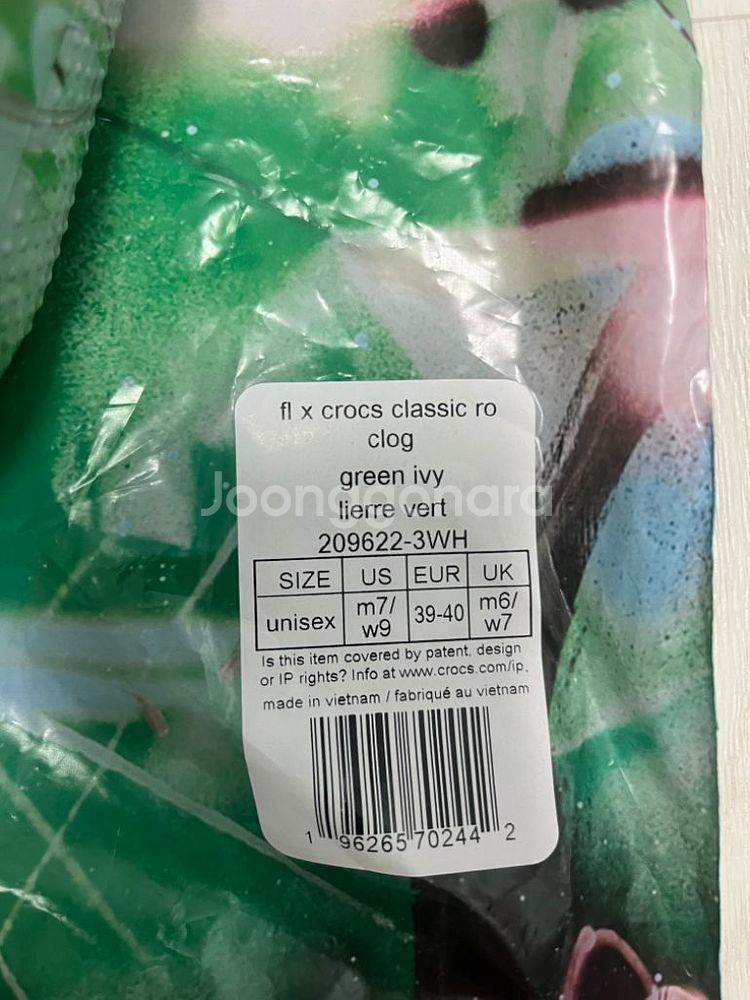 fl x crocs classic ro
clog
green ivy
lierre vert
Joonggonara
209622-3WH
SIZE US EUR UK
unisex m7/w9 39-40 m6/w7
Is this item covered by patent, design
or IP rights? Info at www.crocs.com/ip.
made in vietnam / fabriqué au vietnam
1 96265 70244 2